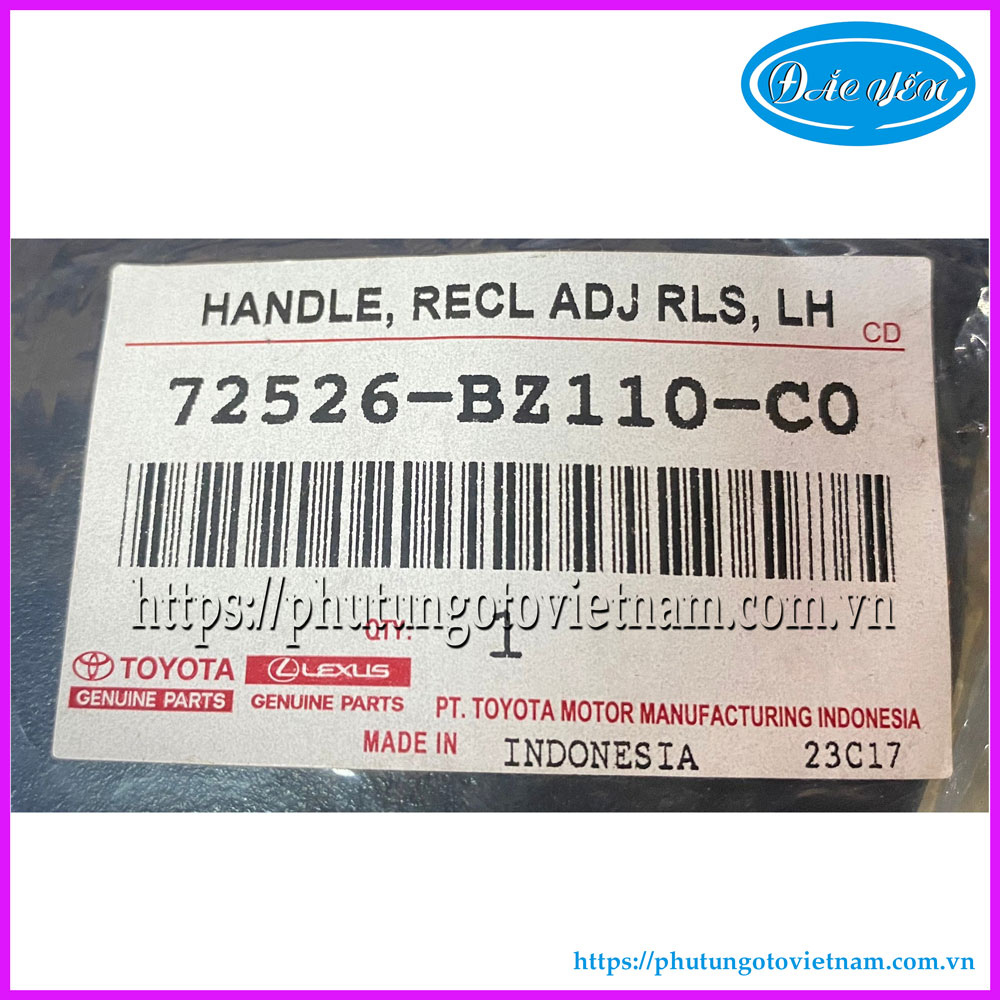 ĐẮC YẾN
HANDLE, RECL ADJ RLS, LH
CD
72526-BZ110-C0
https://phutungotovietnam.com.vn
QTY: 1
TOYOTA
GENUINE PARTS
LEXUS
GENUINE PARTS
PT. TOYOTA MOTOR MANUFACTURING INDONESIA
MADE IN INDONESIA 23C17
https://phutungotovietnam.com.vn